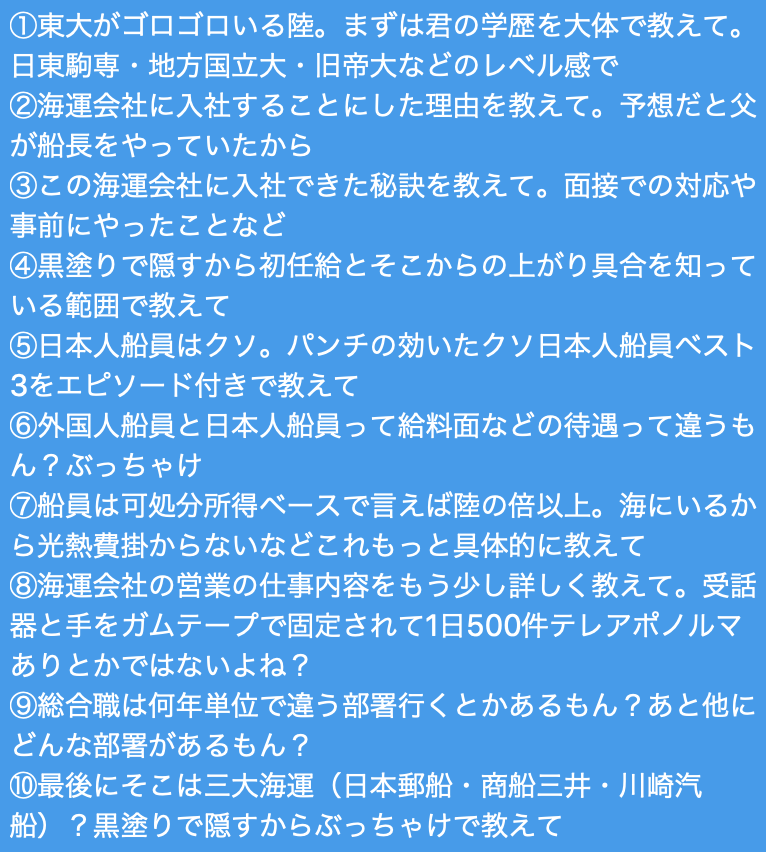 ①東大がゴロゴロいる陸。まずは君の学歴を大体で教えて。
日東駒専・地方国立大・旧帝大などのレベル感で
②海運会社に入社することにした理由を教えて。予想だと父
が船長をやっていたから
③この海運会社に入社できた秘訣を教えて。面接での対応や
事前にやったことなど
④黒塗りで隠すから初任給とそこからの上がり具合を知って
いる範囲で教えて
⑤日本人船員はクソ。パンチの効いたクソ日本人船員ベスト
3をエピソード付きで教えて
⑥外国人船員と日本人船員って給料面などの待遇って違うも
ん？ぶっちゃけ
⑦船員は可処分所得ベースで言えば陸の倍以上。海にいるか
ら光熱費掛からないなどこれもっと具体的に教えて
⑧海運会社の営業の仕事内容をもう少し詳しく教えて。受話
器と手をガムテープで固定されて1日500件テレアポノルマ
ありとかではないよね？
⑨総合職は何年単位で違う部署行くとかあるもん？あと他に
どんな部署があるもん？
⑩最後にそこは三大海運（日本郵船・商船三井・川崎汽
船）？黒塗りで隠すからぶっちゃけで教えて